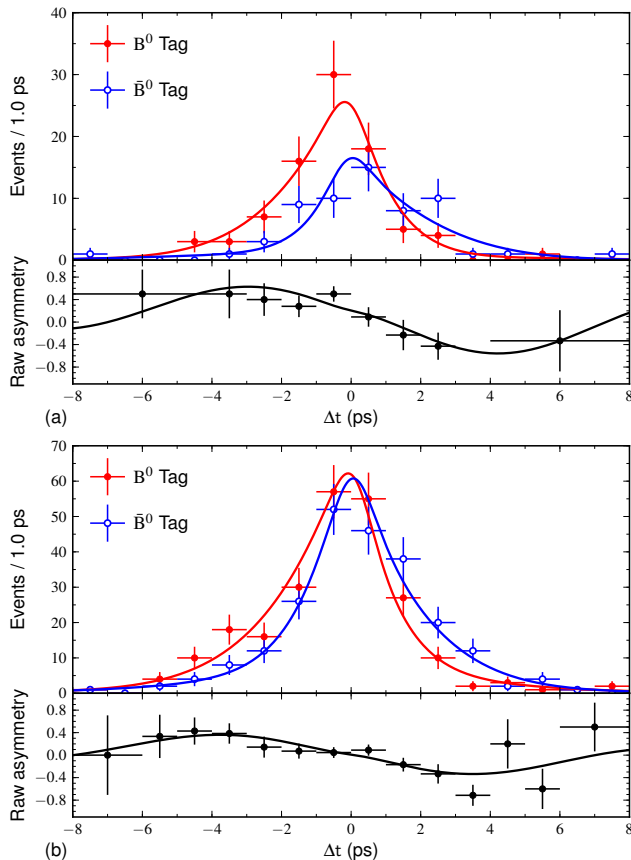 40
30
20
10
0
Events / 1.0 ps
B⁰ Tag
B̄⁰ Tag
0.8
0.4
0.0
−0.4
−0.8
Raw asymmetry
−8 −6 −4 −2 0 2 4 6 8
(a) Δt (ps)
70
60
50
40
30
20
10
0
Events / 1.0 ps
B⁰ Tag
B̄⁰ Tag
0.8
0.4
0.0
−0.4
−0.8
Raw asymmetry
−8 −6 −4 −2 0 2 4 6 8
(b) Δt (ps)